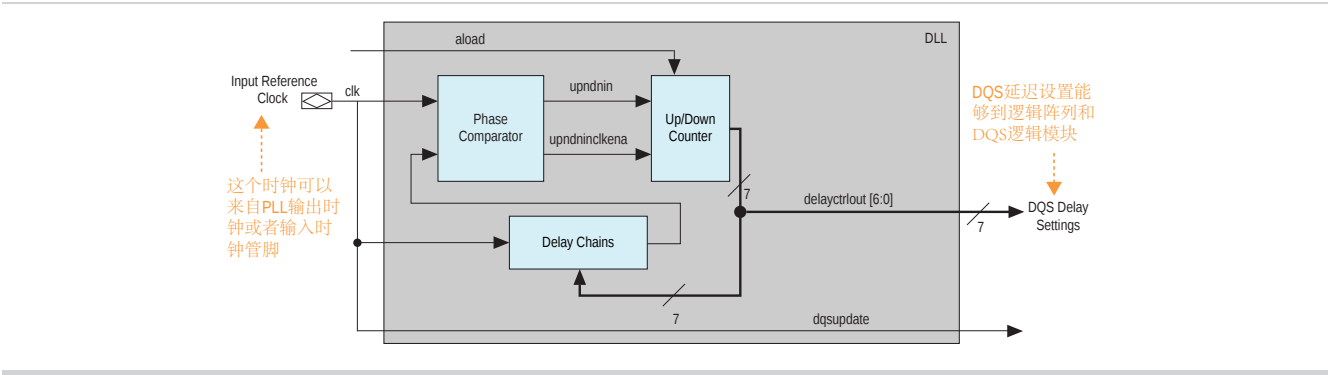 aload
DLL
Input Reference
Clock
clk
Phase
Comparator
upndnin
upndninclkena
Up/Down
Counter
DQS延迟设置能
够到逻辑阵列和
DQS逻辑模块
这个时钟可以
来自PLL输出时
钟或者输入时
钟管脚
7
delayctrlout [6:0]
7
DQS Delay
Settings
Delay Chains
7
dqsupdate